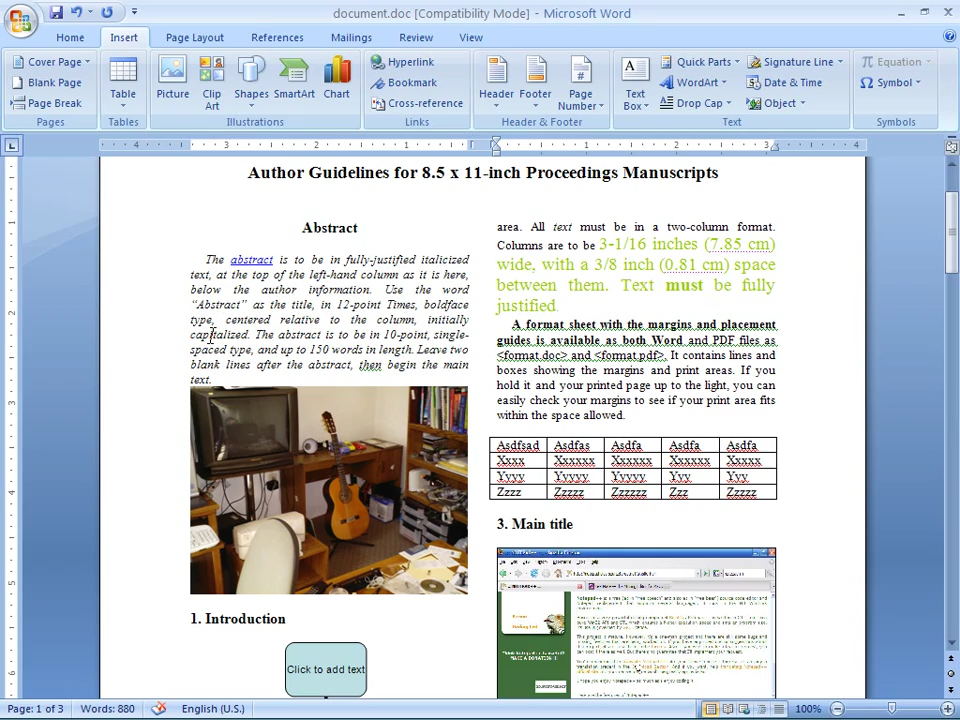 document.doc [Compatibility Mode] - Microsoft Word
Home Insert Page Layout References Mailings Review View
Cover Page
Blank Page
Page Break
Pages
Table
Tables
Picture
Clip
Art
Shapes
SmartArt
Chart
Illustrations
Hyperlink
Bookmark
Cross-reference
Links
Header
Footer
Page
Number
Header & Footer
Text
Box
Quick Parts
WordArt
Drop Cap
Signature Line
Date & Time
Object
Text
Equation
Symbol
Symbols
Author Guidelines for 8.5 x 11-inch Proceedings Manuscripts
Abstract
The abstract is to be in fully-justified italicized
text, at the top of the left-hand column as it is here,
below the author information. Use the word
“Abstract” as the title, in 12-point Times, boldface
type, centered relative to the column, initially
capitalized. The abstract is to be in 10-point, single-
spaced type, and up to 150 words in length. Leave two
blank lines after the abstract, then begin the main
text.
1. Introduction
Click to add text
area. All text must be in a two-column format.
Columns are to be 3-1/16 inches (7.85 cm)
wide, with a 3/8 inch (0.81 cm) space
between them. Text must be fully
justified.
A format sheet with the margins and placement
guides is available as both Word and PDF files as
<format.doc> and <format.pdf>. It contains lines and
boxes showing the margins and print areas. If you
hold it and your printed page up to the light, you can
easily check your margins to see if your print area fits
within the space allowed.
Asdfsad Asdfas Asdfa Asdfa Asdfa
Xxxx Xxxxxx Xxxxxx Xxxxxx Xxxxx
Yyyy Yyyyy Yyyyy Yyy Yyy
Zzzz Zzzzz Zzzzzz Zzz Zzzzz
3. Main title
Page: 1 of 3 Words: 880 English (U.S.) 100%